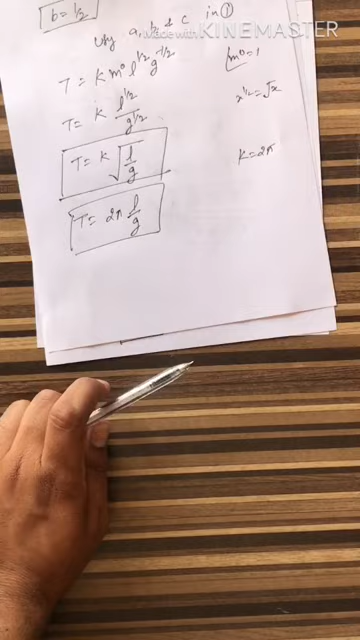 Made with KINEMASTER
b = 1/2
Use a, b & c in ①
T = k m⁰ l^1/2 g^-1/2
m⁰ = 1
T = k l^1/2 / g^1/2
x^1/2 = √x
T = k √(l/g)
k = 2π
T = 2π l/g